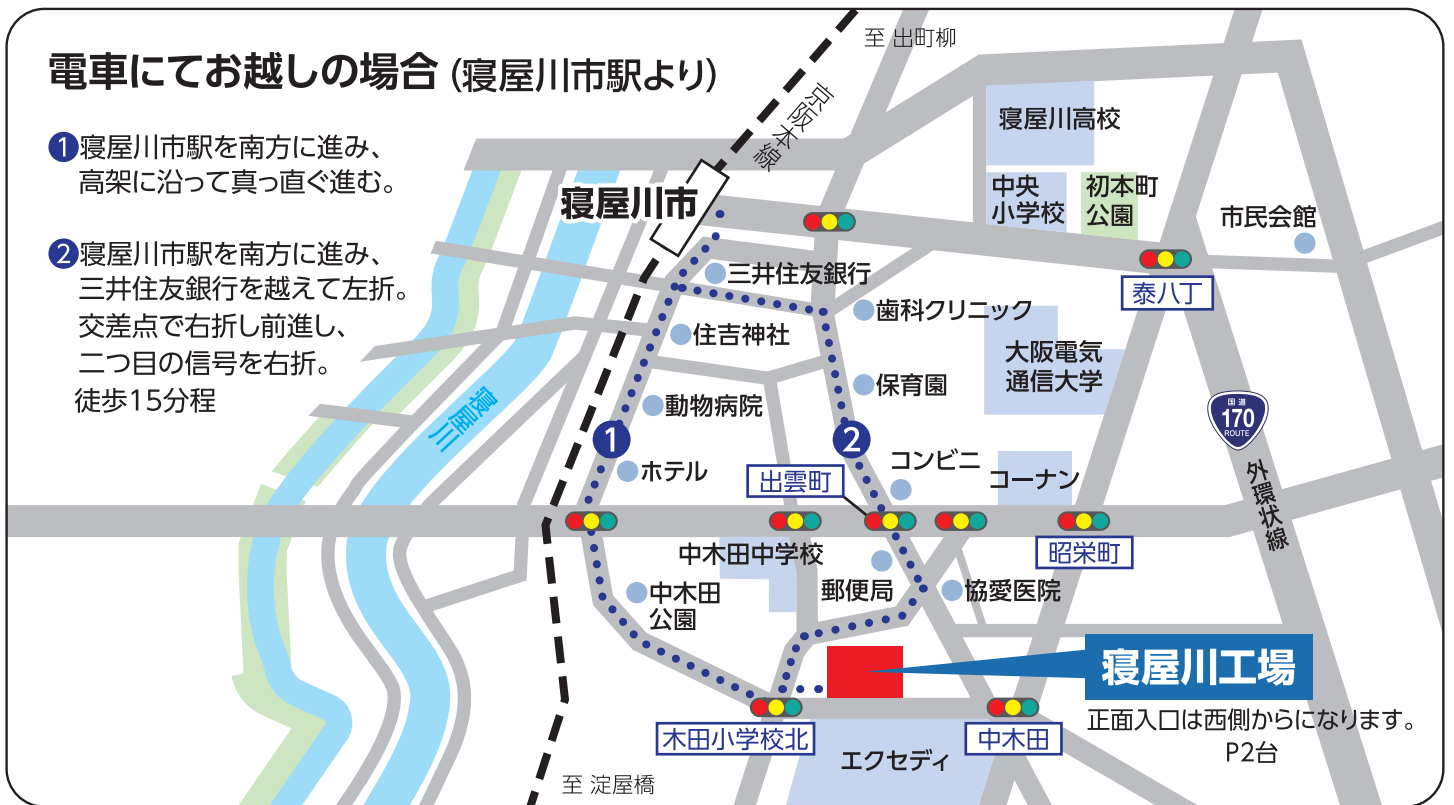 電車にてお越しの場合（寝屋川市駅より）
1寝屋川市駅を南方に進み、
高架に沿って真っ直ぐ進む。
2寝屋川市駅を南方に進み、
三井住友銀行を越えて左折。
交差点で右折し前進し、
二つ目の信号を右折。
徒歩15分程
至 出町柳
京阪本線
寝屋川市
寝屋川高校
中央
小学校
初本町
公園
市民会館
泰八丁
三井住友銀行
歯科クリニック
住吉神社
大阪電気
通信大学
保育園
動物病院
寝屋川
国道
170
ROUTE
外環状線
1
2
ホテル
コンビニ
コーナン
出雲町
中木田中学校
昭栄町
郵便局
協愛医院
中木田
公園
寝屋川工場
正面入口は西側からになります。
P2台
木田小学校北
中木田
エクセディ
至 淀屋橋